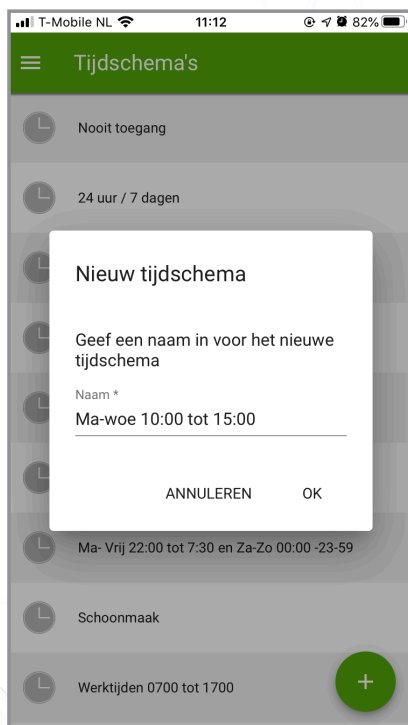 T-Mobile NL 11:12 82%
Tijdschema's
Nooit toegang
24 uur / 7 dagen
Nieuw tijdschema
Geef een naam in voor het nieuwe
tijdschema
Naam *
Ma-woe 10:00 tot 15:00
ANNULEREN OK
Ma- Vrij 22:00 tot 7:30 en Za-Zo 00:00 -23-59
Schoonmaak
Werktijden 0700 tot 1700
+